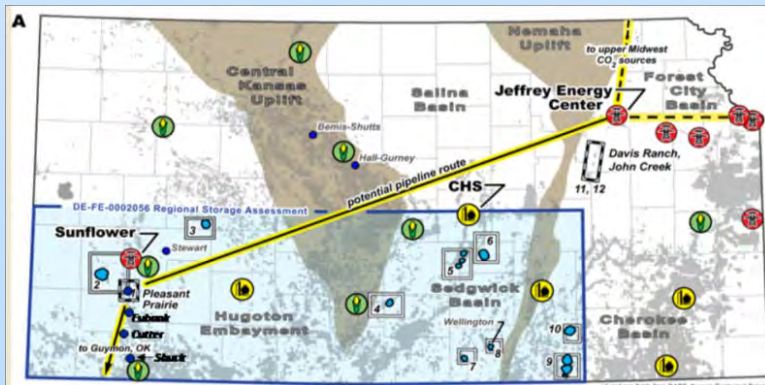 A
Nemaha
Uplift
to upper Midwest
CO2 sources
Central
Kansas
Uplift
Salina
Basin
Jeffrey Energy
Center
Forest
City
Basin
Bemis-Shutts
Hall-Gurney
potential pipeline route
Davis Ranch,
John Creek
11, 12
CHS
DE-FE-0002056 Regional Storage Assessment
3
Sunflower
Stewart
6
5
2
1
Pleasant
Prairie
Sedgwick
Basin
4
Hugoton
Embayment
Eubank
Cutter
Cherokee
Basin
Wellington
10
to Guymon, OK
Shuck
7
8
9